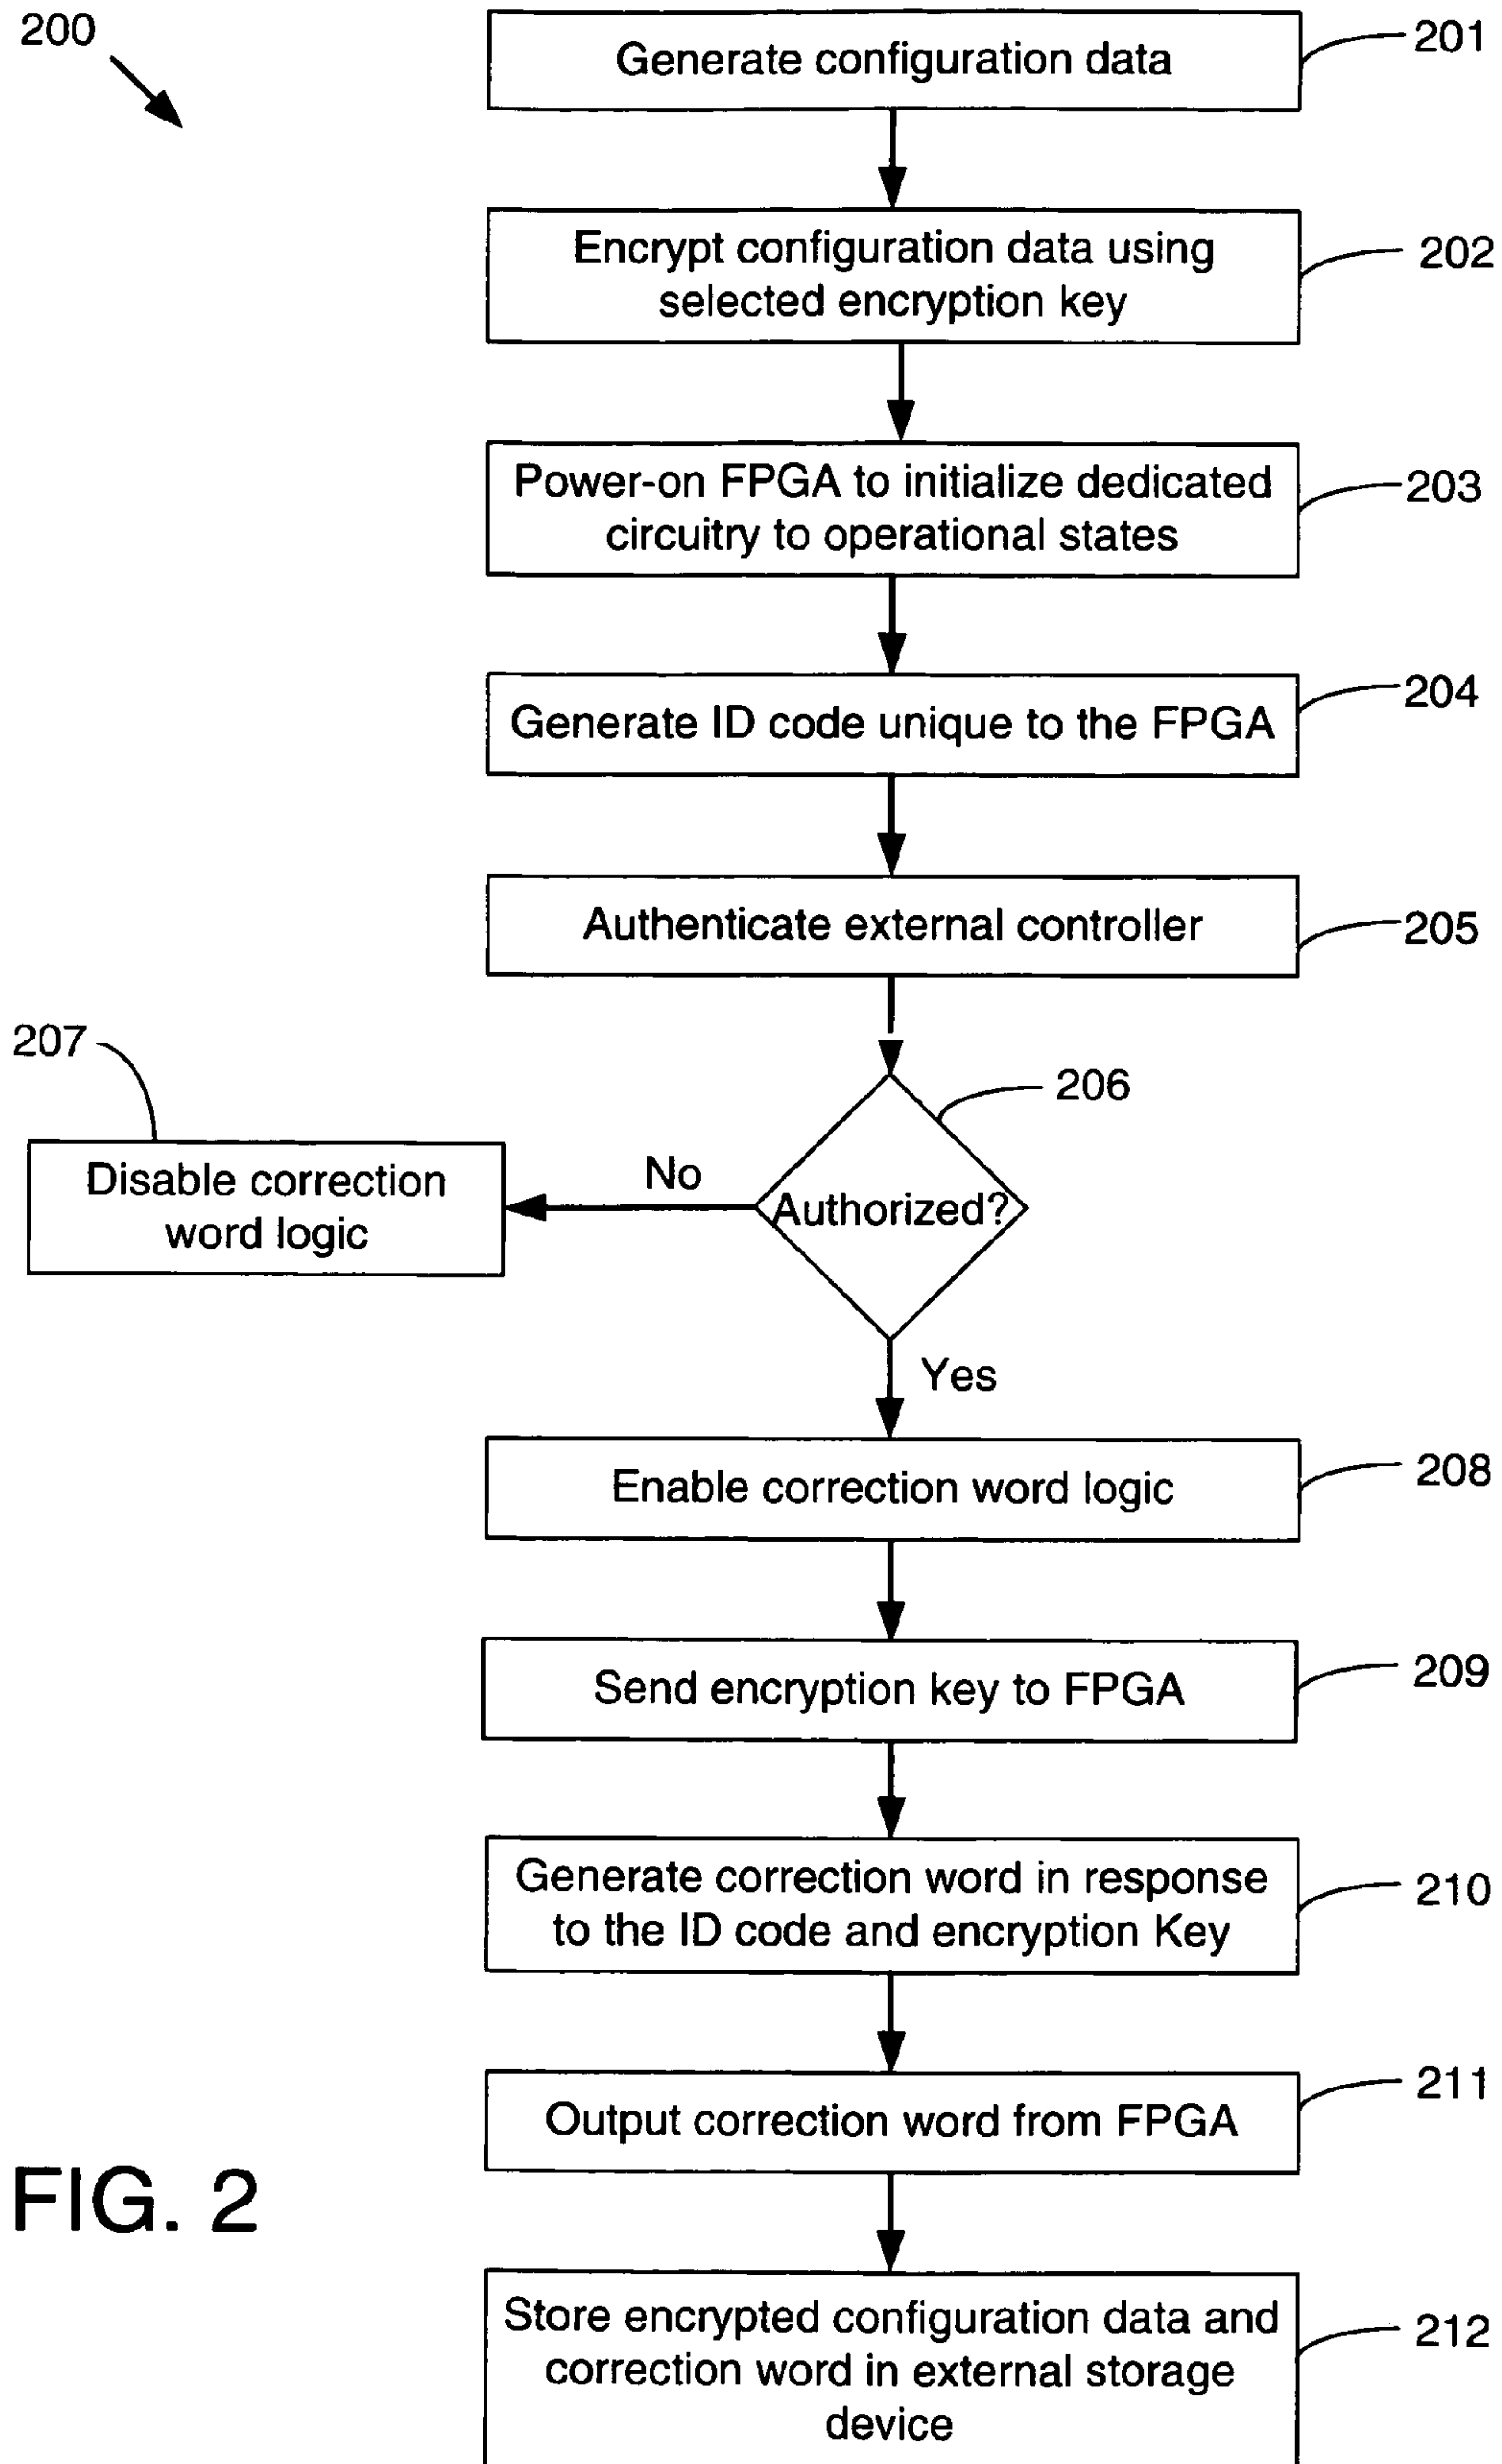 200
Generate configuration data
201
Encrypt configuration data using
selected encryption key
202
Power-on FPGA to initialize dedicated
circuitry to operational states
203
Generate ID code unique to the FPGA
204
Authenticate external controller
205
207
206
Disable correction
word logic
No
Authorized?
Yes
Enable correction word logic
208
Send encryption key to FPGA
209
Generate correction word in response
to the ID code and encryption Key
210
Output correction word from FPGA
211
FIG. 2
Store encrypted configuration data and
correction word in external storage
device
212